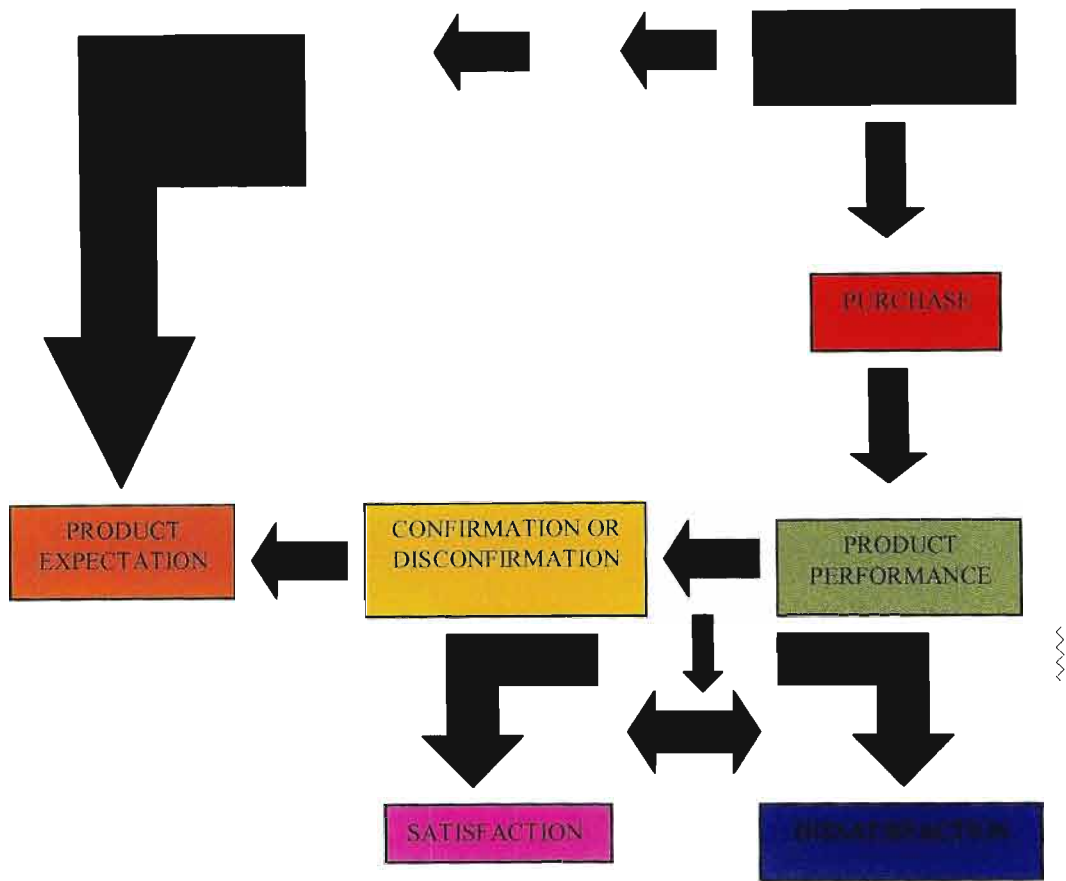 PURCHASE
PRODUCT
EXPECTATION
CONFIRMATION OR
DISCONFIRMATION
PRODUCT
PERFORMANCE
SATISFACTION